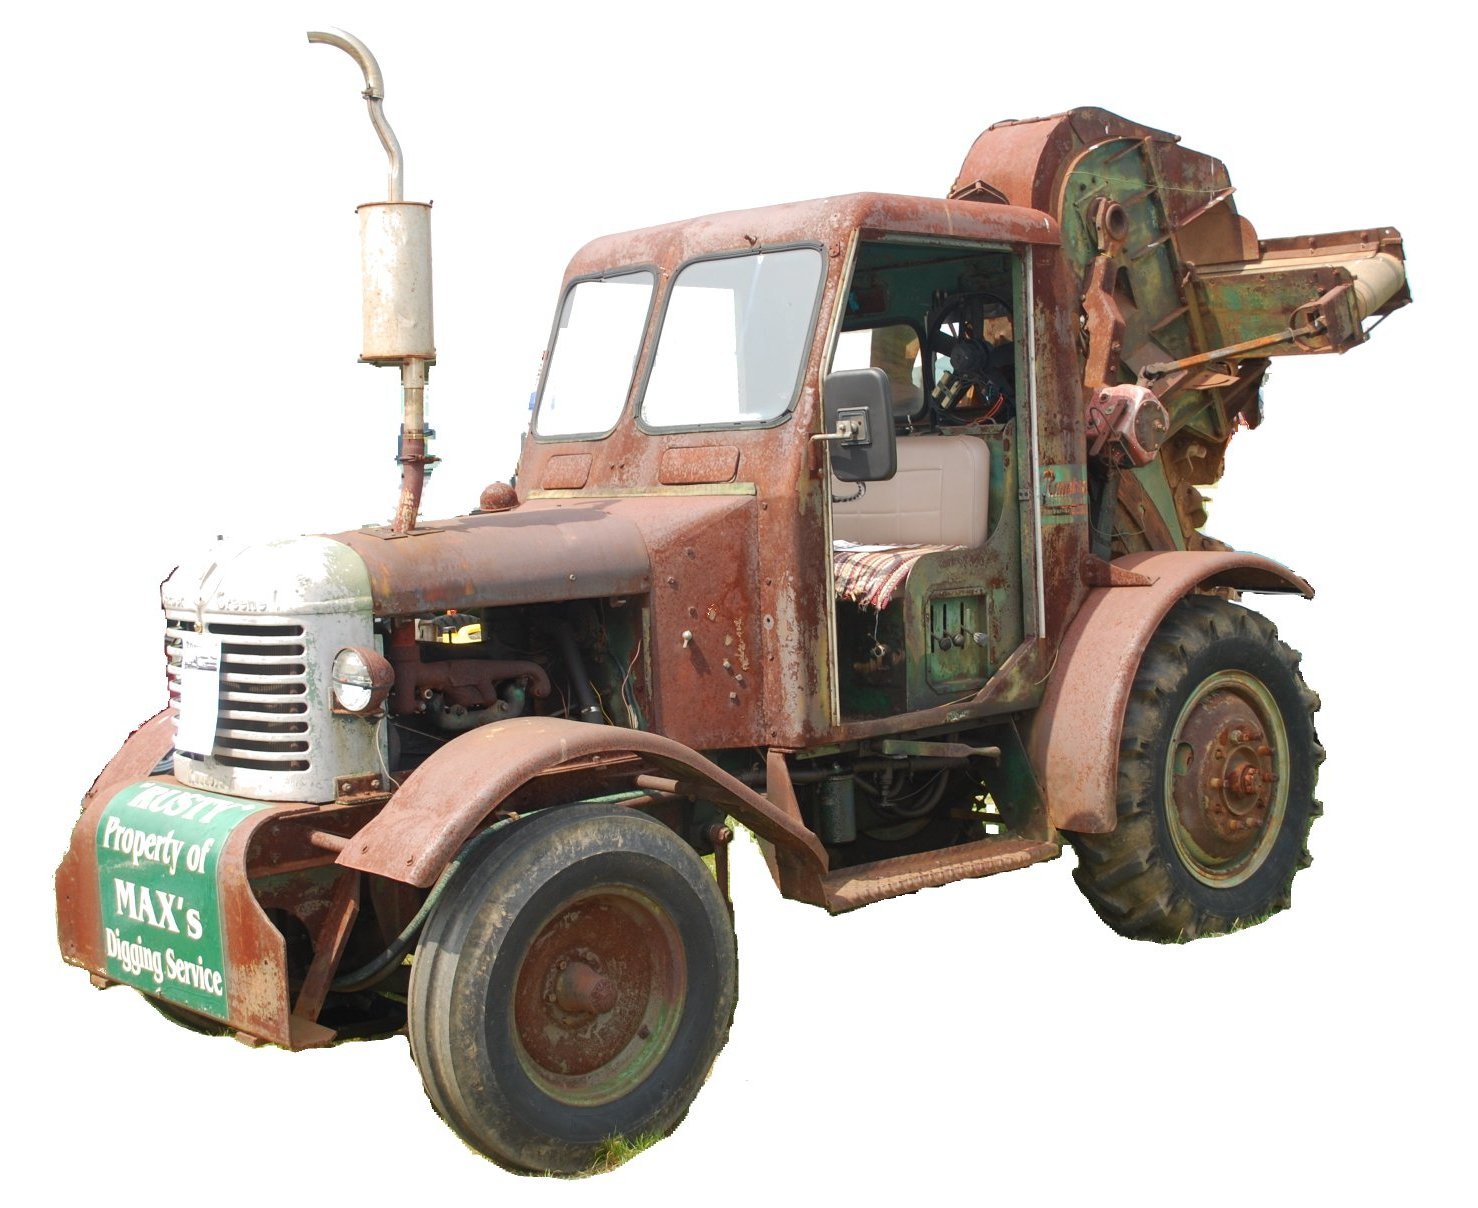 "RUSTY"
Property of
MAX's
Digging Service